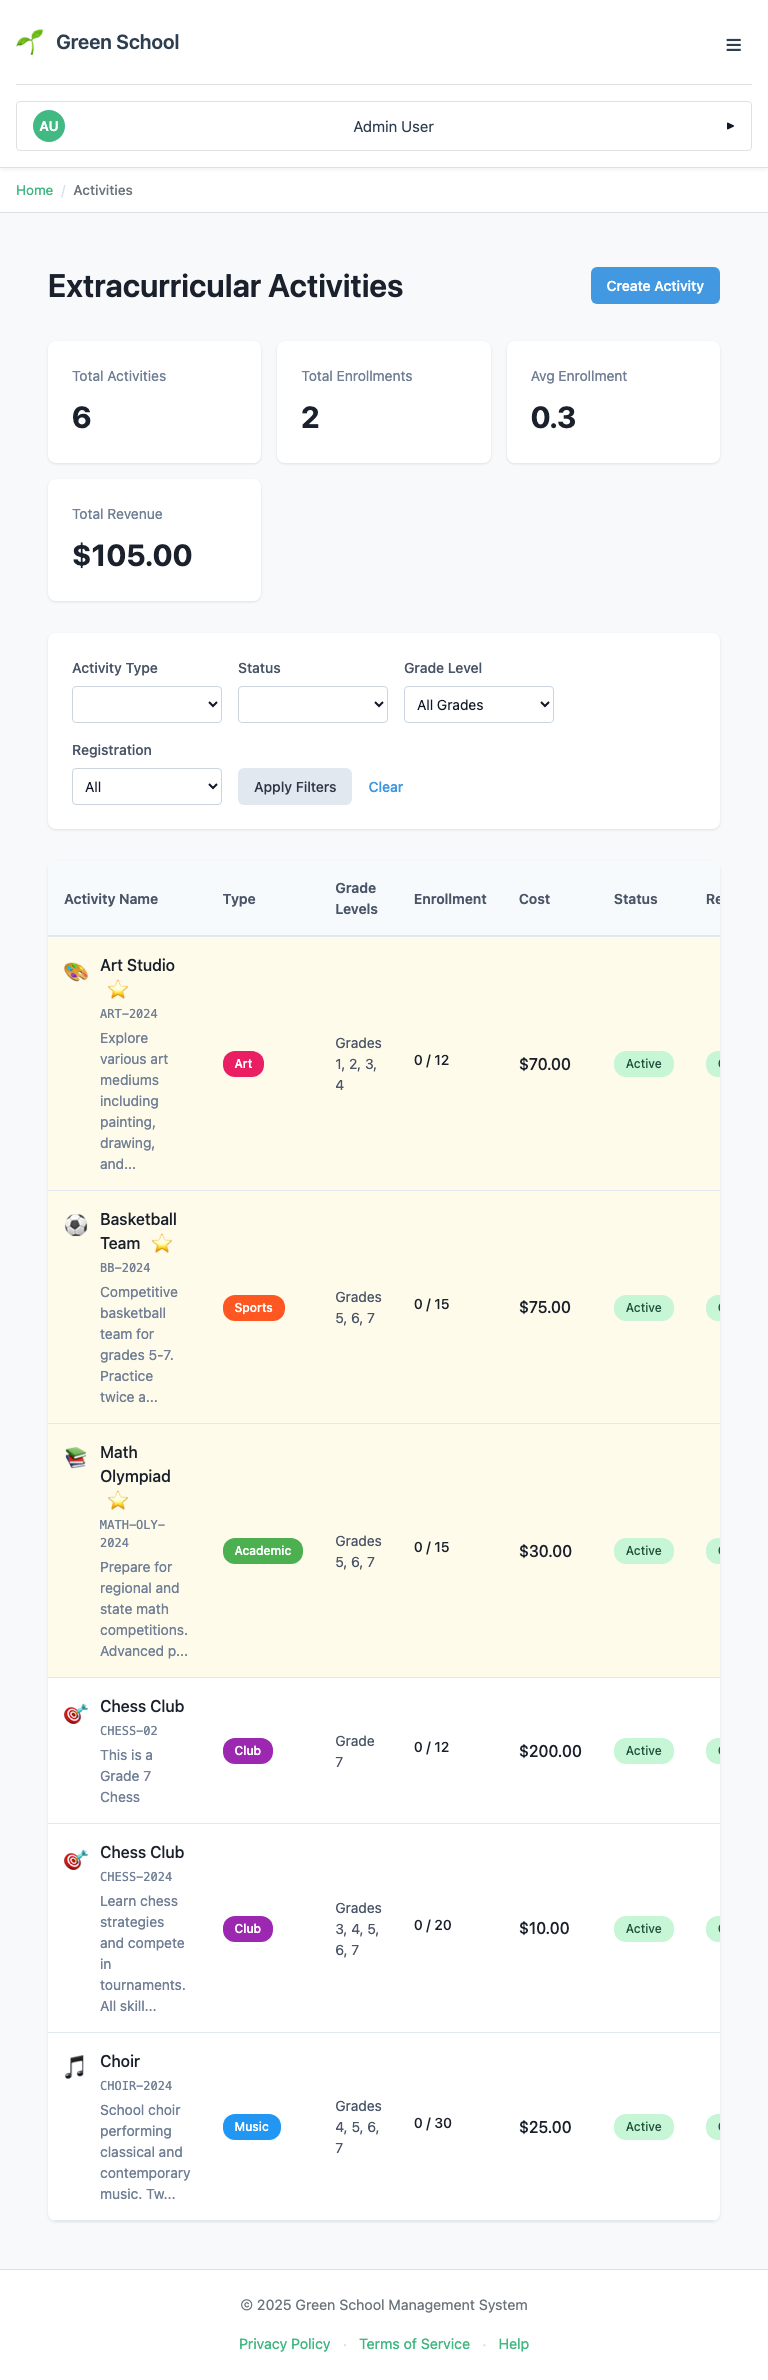 Green School
AU
Admin User
Home / Activities
Extracurricular Activities
Create Activity
Total Activities
6
Total Enrollments
2
Avg Enrollment
0.3
Total Revenue
$105.00
Activity Type
Status
Grade Level
All Grades
Registration
All
Apply Filters
Clear
Activity Name
Type
Grade
Levels
Enrollment
Cost
Status
Art Studio
ART-2024
Explore
various art
mediums
including
painting,
drawing,
and...
Art
Grades
1, 2, 3,
4
0 / 12
$70.00
Active
Basketball
Team
BB-2024
Competitive
basketball
team for
grades 5-7.
Practice
twice a...
Sports
Grades
5, 6, 7
0 / 15
$75.00
Active
Math
Olympiad
MATH-OLY-
2024
Prepare for
regional and
state math
competitions.
Advanced p...
Academic
Grades
5, 6, 7
0 / 15
$30.00
Active
Chess Club
CHESS-02
This is a
Grade 7
Chess
Club
Grade
7
0 / 12
$200.00
Active
Chess Club
CHESS-2024
Learn chess
strategies
and compete
in
tournaments.
All skill...
Club
Grades
3, 4, 5,
6, 7
0 / 20
$10.00
Active
Choir
CHOIR-2024
School choir
performing
classical and
contemporary
music. Tw...
Music
Grades
4, 5, 6,
7
0 / 30
$25.00
Active
© 2025 Green School Management System
Privacy Policy · Terms of Service · Help